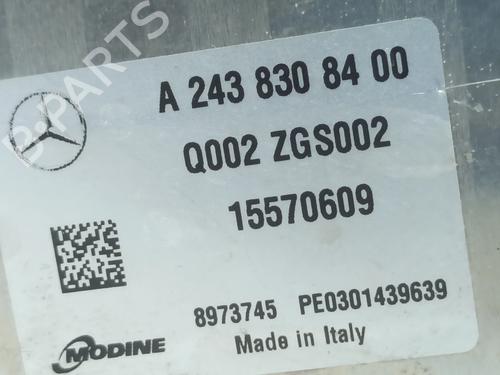 A 243 830 84 00
Q002 ZGS002
15570609
8973745 PE0301439639
MODINE
Made in Italy
B-PARTS